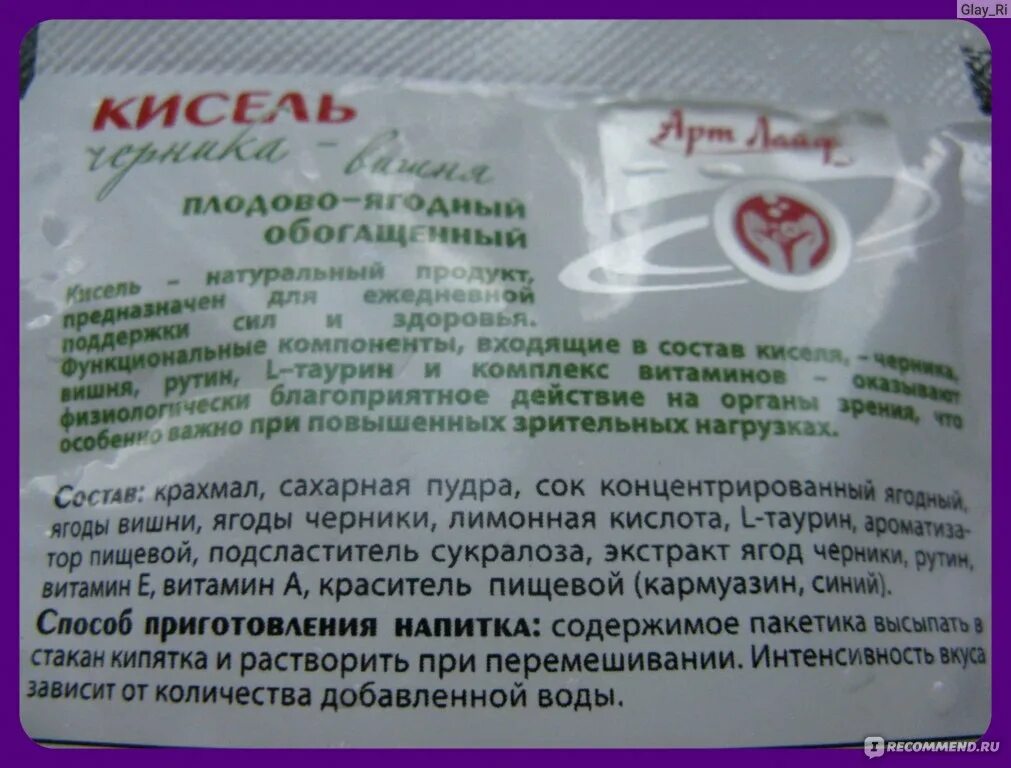 Glay_Ri
КИСЕЛЬ
черника - вишня
Арт Лайф
ПЛОДОВО-ЯГОДНЫЙ
ОБОГАЩЕННЫЙ
Кисель – натуральный продукт,
предназначен для ежедневной
поддержки сил и здоровья.
Функциональные компоненты, входящие в состав киселя, – черника,
вишня, рутин, L-таурин и комплекс витаминов – оказывают
физиологически благоприятное действие на органы зрения, что
особенно важно при повышенных зрительных нагрузках.
Состав: крахмал, сахарная пудра, сок концентрированный ягодный,
ягоды вишни, ягоды черники, лимонная кислота, L-таурин, ароматиза-
тор пищевой, подсластитель сукралоза, экстракт ягод черники, рутин,
витамин Е, витамин А, краситель пищевой (кармуазин, синий).
Способ приготовления напитка: содержимое пакетика высыпать в
стакан кипятка и растворить при перемешивании. Интенсивность вкуса
зависит от количества добавленной воды.
IRECOMMEND.RU